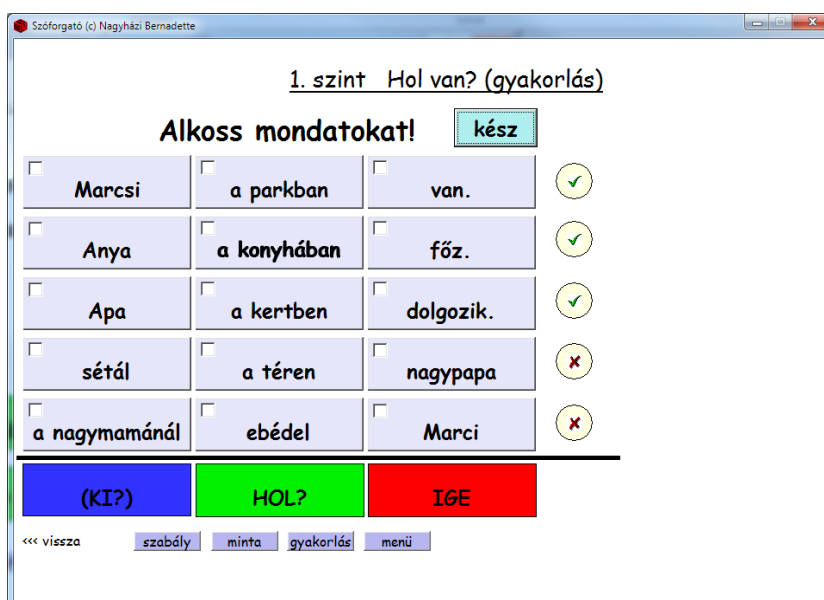 Szóforgató (c) Nagyházi Bernadette
1. szint Hol van? (gyakorlás)
Alkoss mondatokat! kész
Marcsi a parkban van.
Anya a konyhában főz.
Apa a kertben dolgozik.
sétál a téren nagypapa
a nagymamánál ebédel Marci
(KI?) HOL? IGE
<<< vissza szabály minta gyakorlás menü